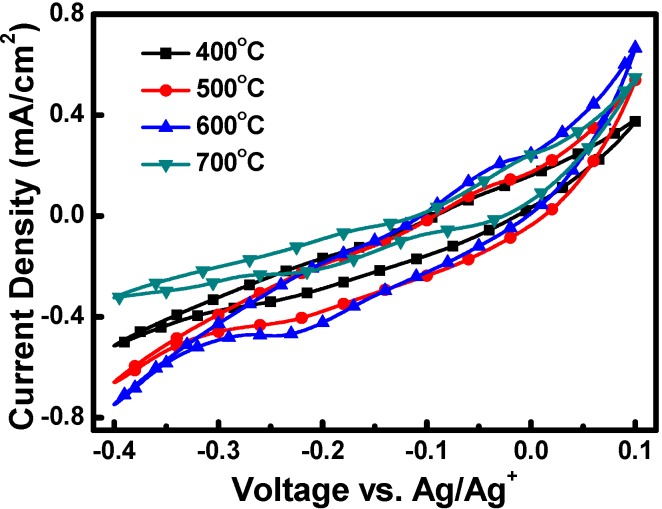 Current Density (mA/cm²)
0.8
0.4
0.0
-0.4
-0.8
400°C
500°C
600°C
700°C
-0.4 -0.3 -0.2 -0.1 0.0 0.1
Voltage vs. Ag/Ag⁺